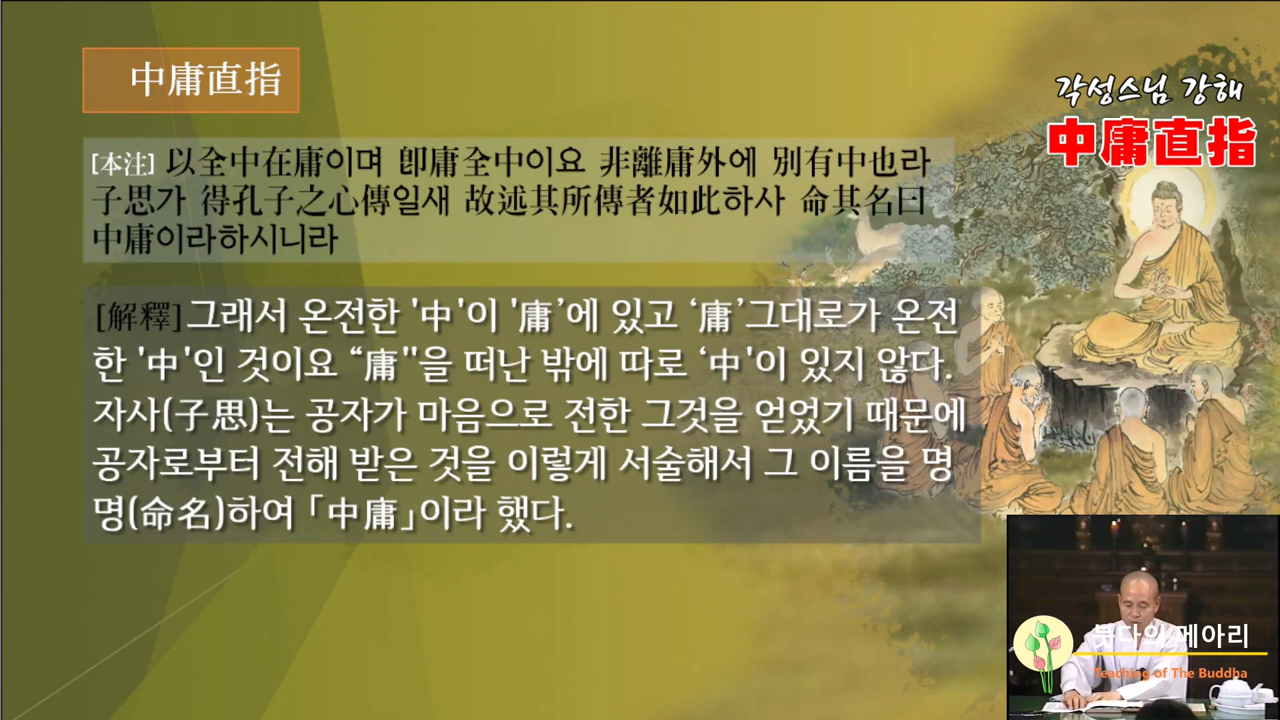 中庸直指
각성스님 강해
中庸直指
[本注] 以全中在庸이며 卽庸全中이요 非離庸外에 別有中也라
子思가 得孔子之心傳일새 故述其所傳者如此하사 命其名曰
中庸이라하시니라
[解釋]그래서 온전한 '中'이 '庸’에 있고 ‘庸’그대로가 온전
한 '中'인 것이요 “庸"을 떠난 밖에 따로 ‘中'이 있지 않다.
자사(子思)는 공자가 마음으로 전한 그것을 얻었기 때문에
공자로부터 전해 받은 것을 이렇게 서술해서 그 이름을 명
명(命名)하여 「中庸」이라 했다.
붓다의 메아리
Teaching of The Buddha